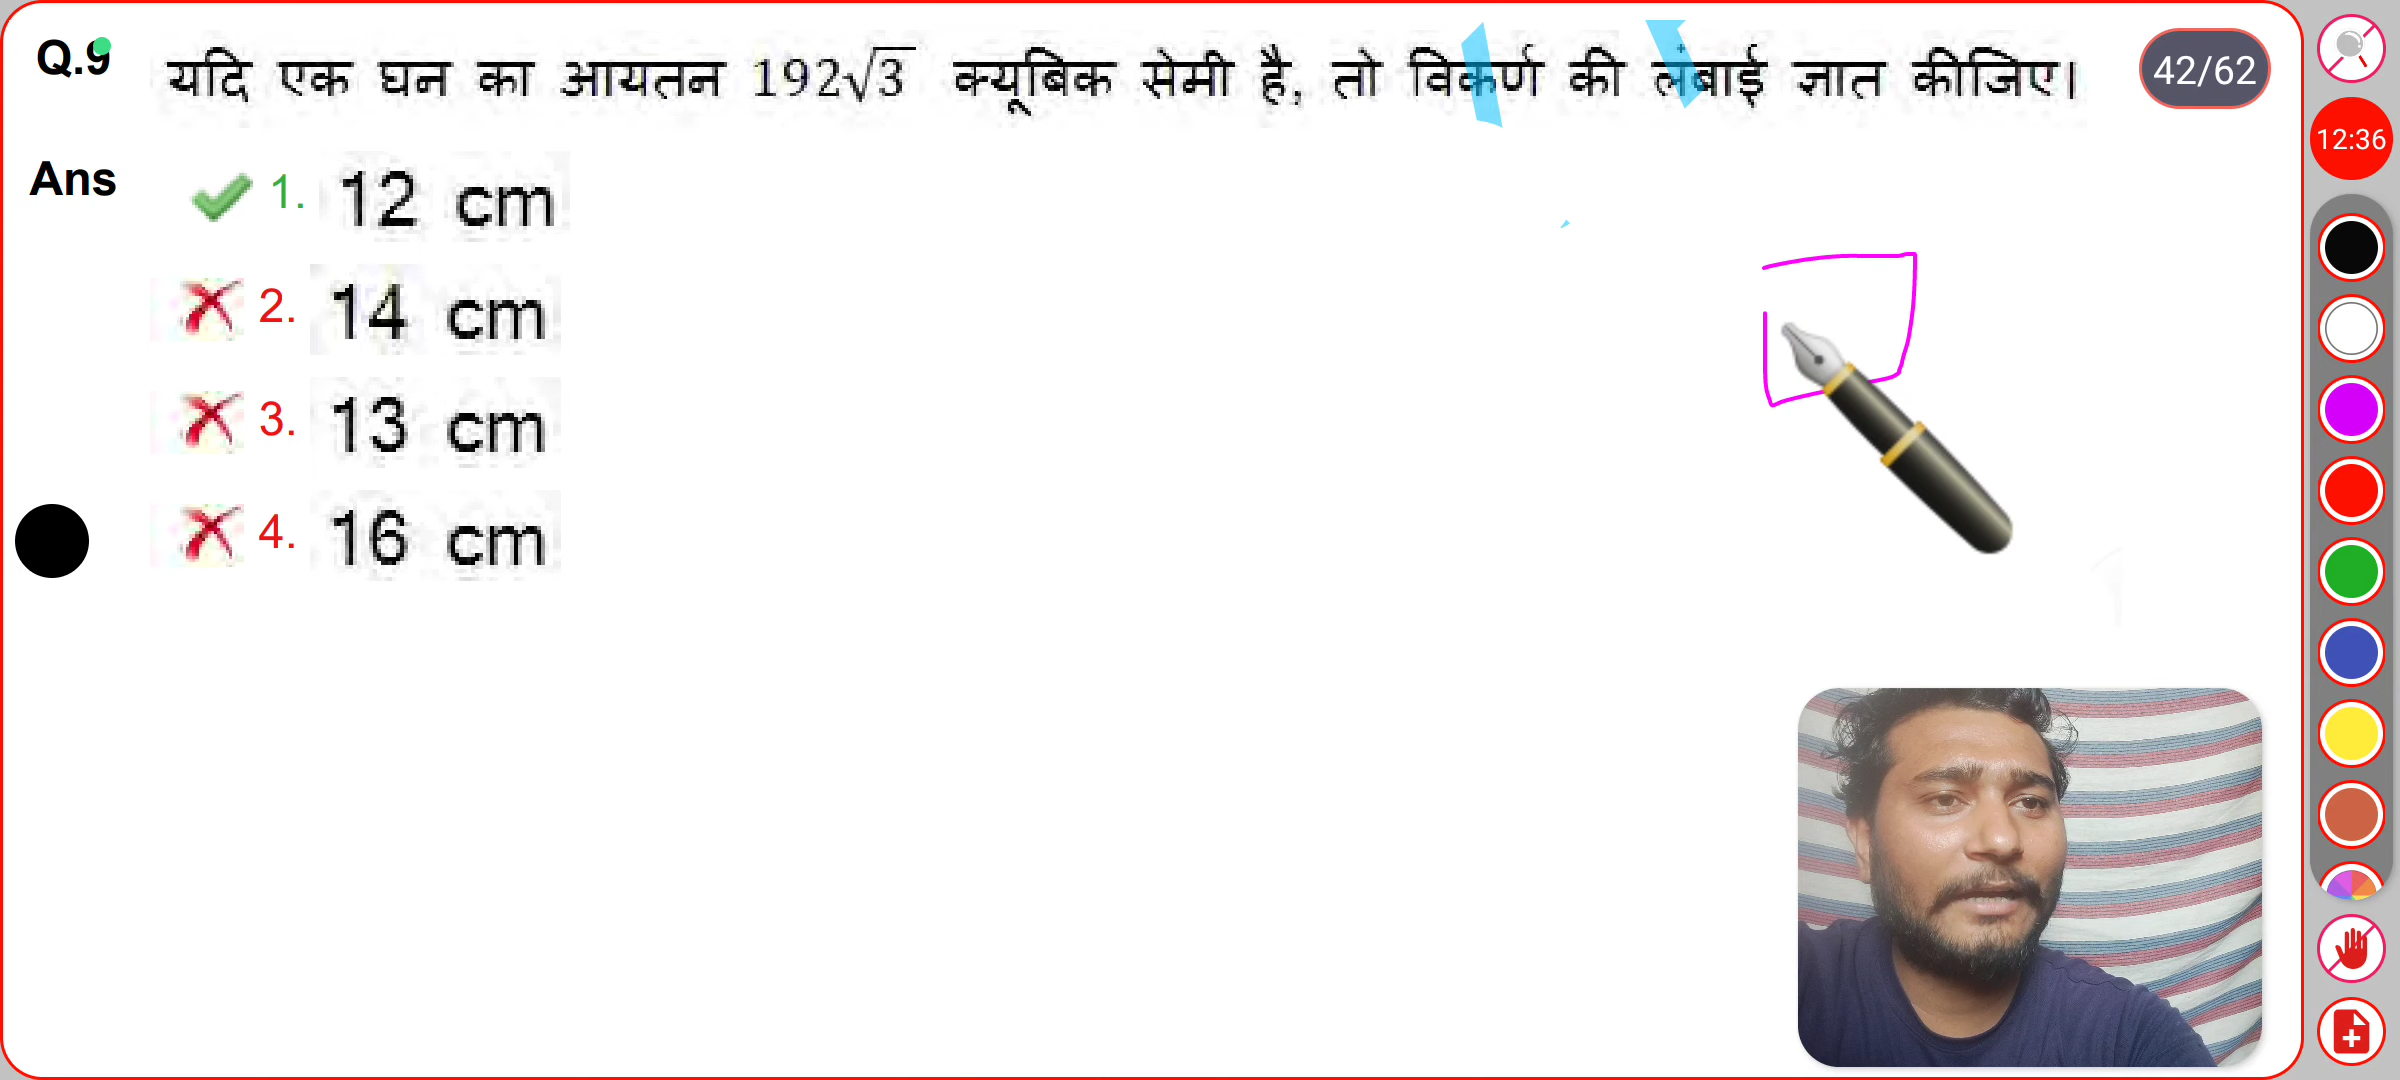 Q.9 यदि एक घन का आयतन 192√3 क्यूबिक सेमी है, तो विकर्ण की लंबाई ज्ञात कीजिए।
42/62
12:36
Ans
1. 12 cm
2. 14 cm
3. 13 cm
4. 16 cm